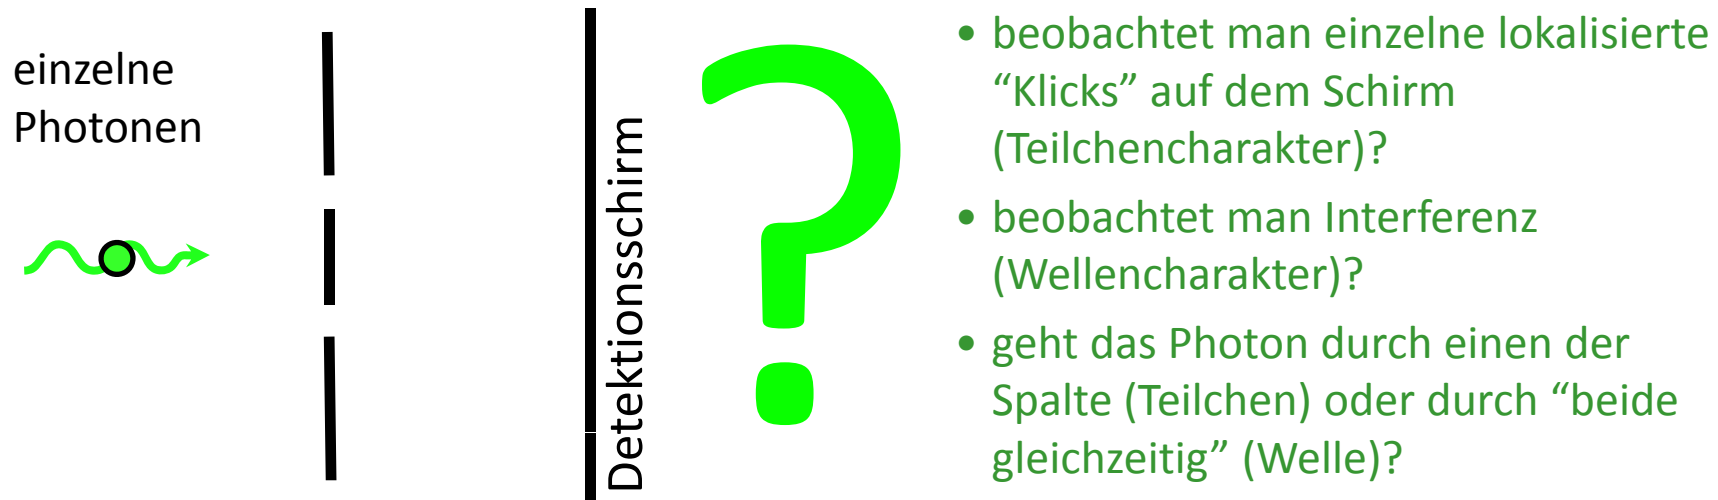 einzelne
Photonen
Detektionsschirm
?
• beobachtet man einzelne lokalisierte
“Klicks” auf dem Schirm
(Teilchencharakter)?
• beobachtet man Interferenz
(Wellencharakter)?
• geht das Photon durch einen der
Spalte (Teilchen) oder durch “beide
gleichzeitig” (Welle)?